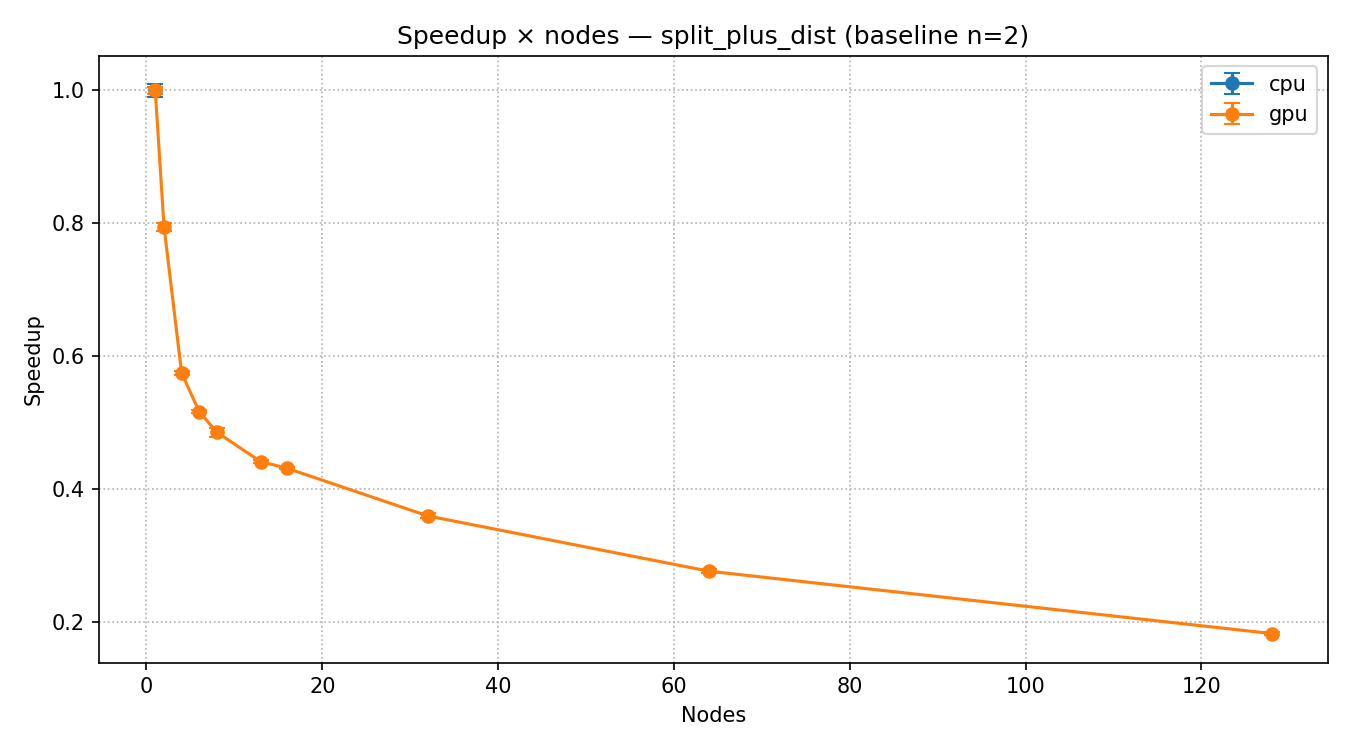 Speedup × nodes — split_plus_dist (baseline n=2)
cpu
gpu
Speedup
1.0
0.8
0.6
0.4
0.2
0 20 40 60 80 100 120
Nodes